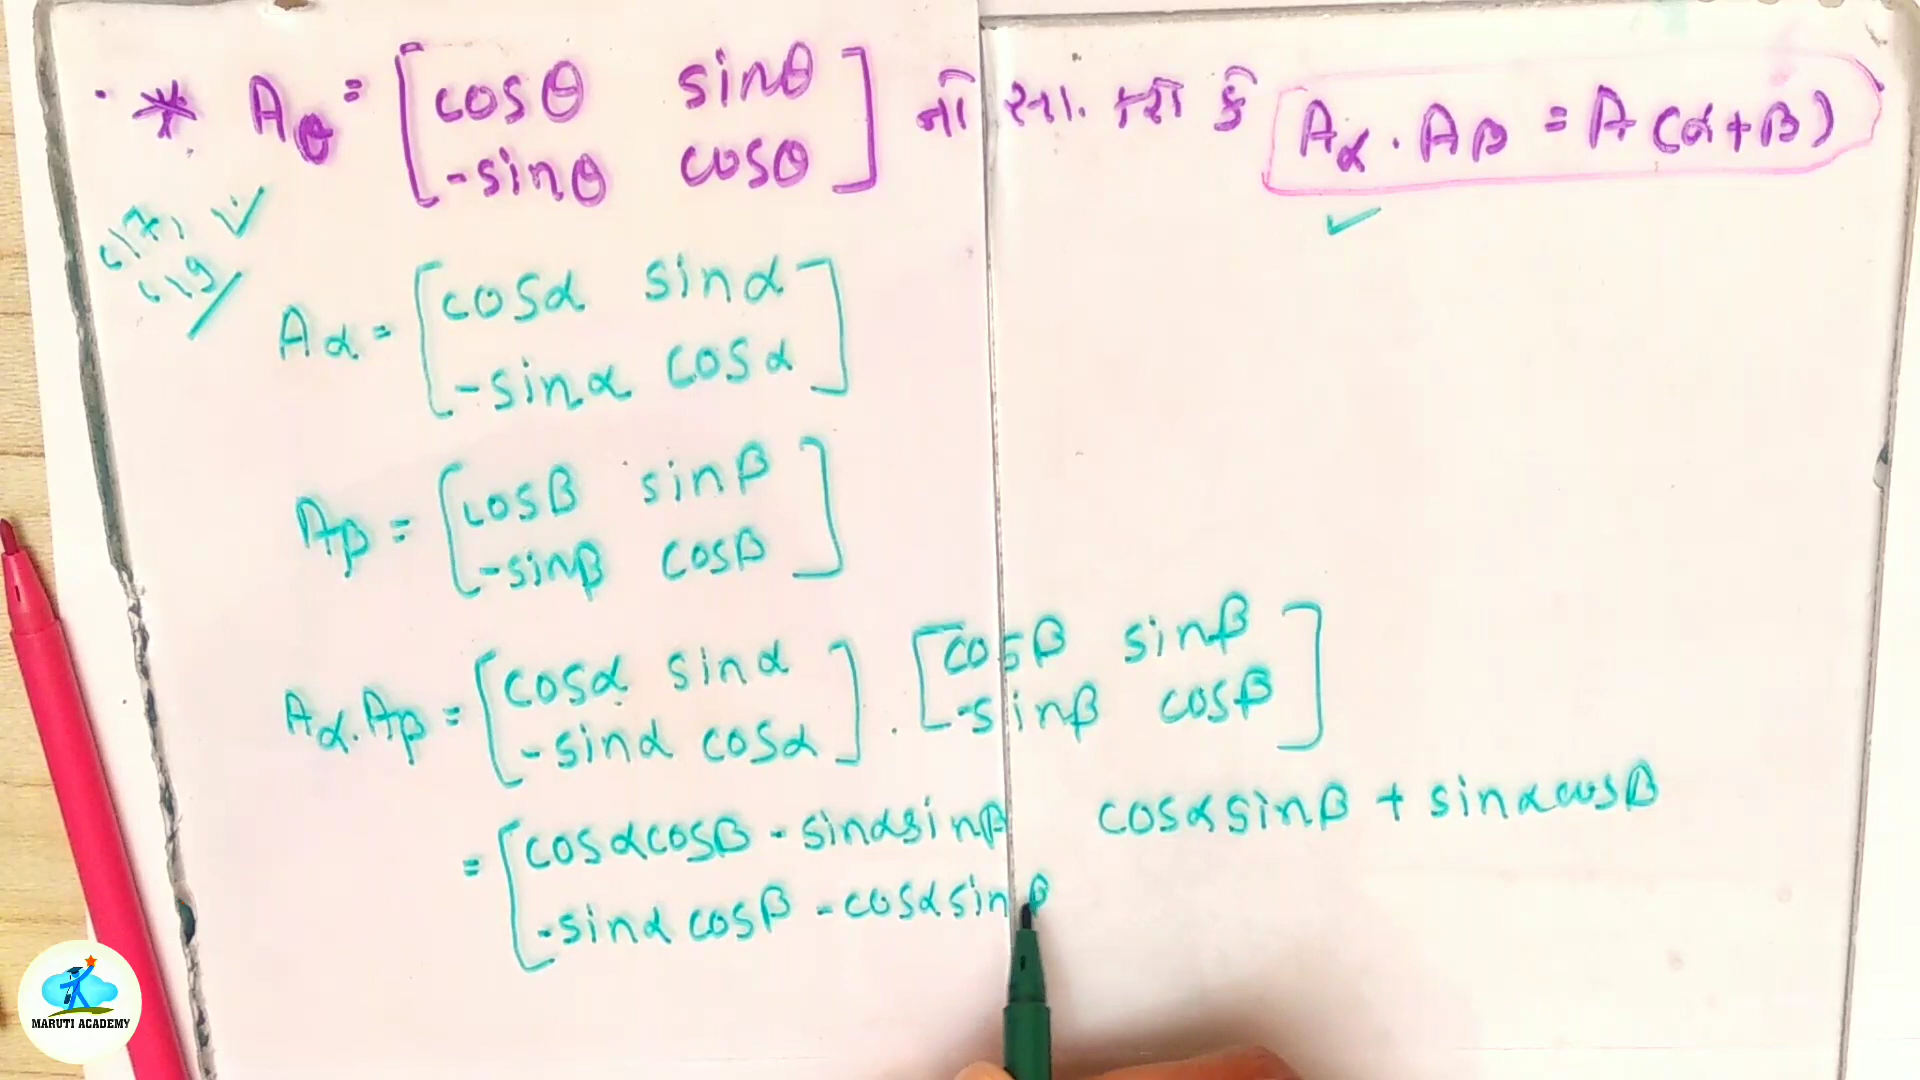 * Aθ = [cosθ sinθ
-sinθ cosθ] તો સા. કરો કે Aα . Aβ = A(α+β)
Aα = [cosα sinα
-sinα cosα]
Aβ = [cosβ sinβ
-sinβ cosβ]
Aα.Aβ = [cosα sinα
-sinα cosα] . [cosβ sinβ
-sinβ cosβ]
= [cosαcosβ - sinαsinβ cosαsinβ + sinαcosβ
-sinαcosβ - cosαsinβ
MARUTI ACADEMY